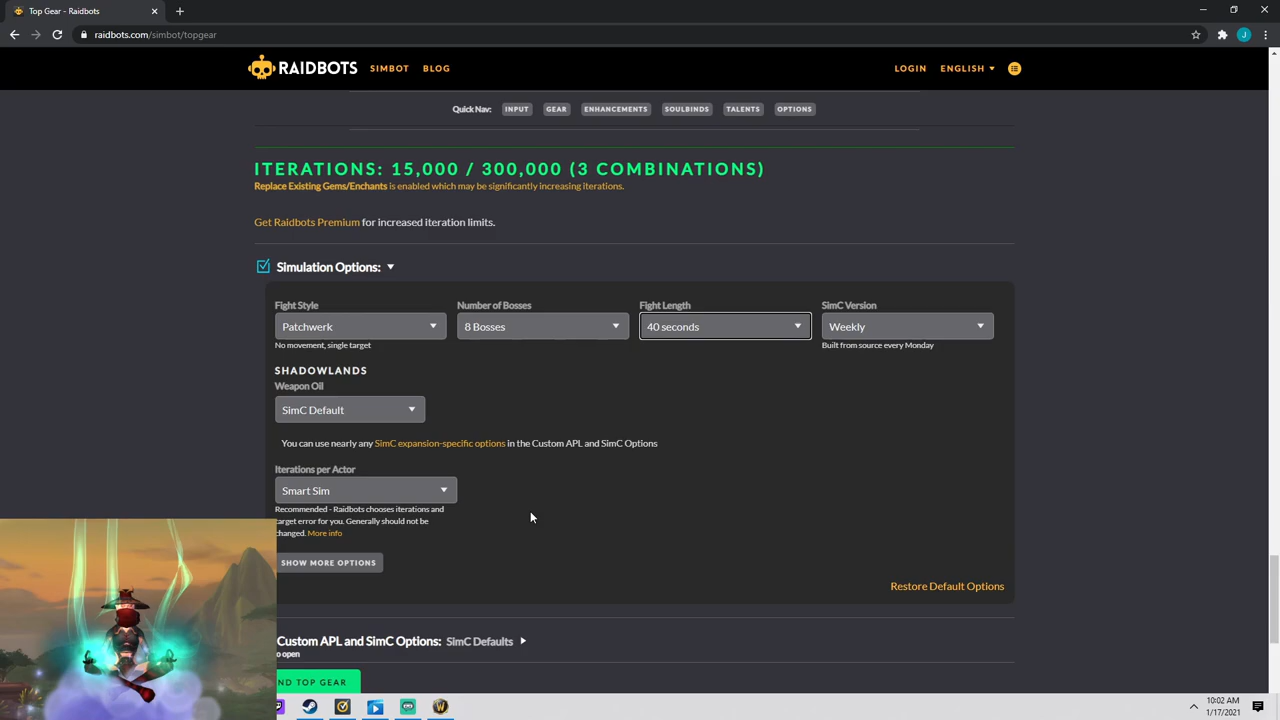 Top Gear - Raidbots
raidbots.com/simbot/topgear
J
RAIDBOTS SIMBOT BLOG LOGIN ENGLISH
Quick Nav: INPUT GEAR ENHANCEMENTS SOULBINDS TALENTS OPTIONS
ITERATIONS: 15,000 / 300,000 (3 COMBINATIONS)
Replace Existing Gems/Enchants is enabled which may be significantly increasing iterations.
Get Raidbots Premium for increased iteration limits.
Simulation Options:
Fight Style Number of Bosses Fight Length SimC Version
Patchwerk 8 Bosses 40 seconds Weekly
No movement, single target Built from source every Monday
SHADOWLANDS
Weapon Oil
SimC Default
You can use nearly any SimC expansion-specific options in the Custom APL and SimC Options
Iterations per Actor
Smart Sim
Recommended - Raidbots chooses iterations and
target error for you. Generally should not be
changed. More info
SHOW MORE OPTIONS
Restore Default Options
Custom APL and SimC Options: SimC Defaults
o open
ND TOP GEAR
10:02 AM
1/17/2021